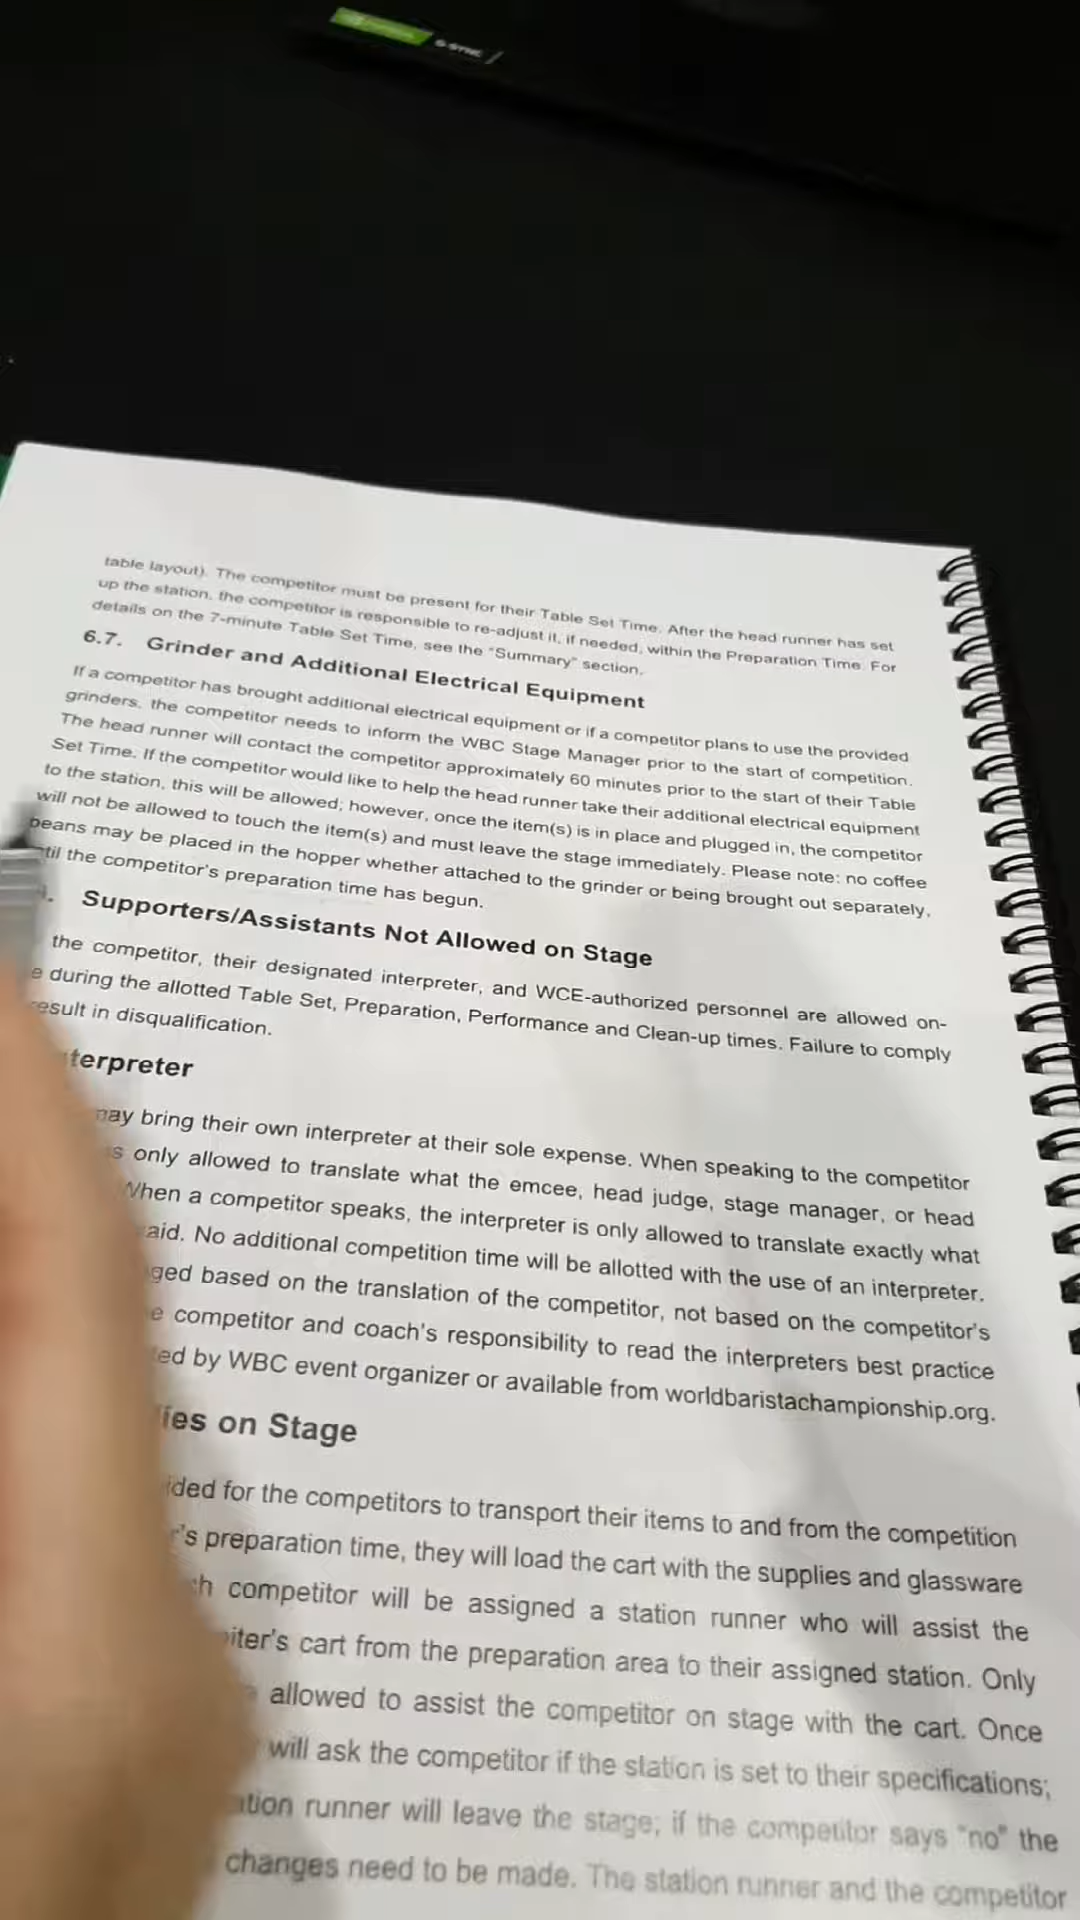 G-SYNC
table layout). The competitor must be present for their Table Set Time. After the head runner has set
up the station, the competitor is responsible to re-adjust it, if needed, within the Preparation Time. For
details on the 7-minute Table Set Time, see the "Summary" section.
6.7. Grinder and Additional Electrical Equipment
If a competitor has brought additional electrical equipment or if a competitor plans to use the provided
grinders, the competitor needs to inform the WBC Stage Manager prior to the start of competition.
The head runner will contact the competitor approximately 60 minutes prior to the start of their Table
Set Time. If the competitor would like to help the head runner take their additional electrical equipment
to the station, this will be allowed; however, once the item(s) is in place and plugged in, the competitor
will not be allowed to touch the item(s) and must leave the stage immediately. Please note: no coffee
beans may be placed in the hopper whether attached to the grinder or being brought out separately,
the competitor's preparation time has begun.
Supporters/Assistants Not Allowed on Stage
the competitor, their designated interpreter, and WCE-authorized personnel are allowed on-
during the allotted Table Set, Preparation, Performance and Clean-up times. Failure to comply
result in disqualification.
terpreter
may bring their own interpreter at their sole expense. When speaking to the competitor
only allowed to translate what the emcee, head judge, stage manager, or head
When a competitor speaks, the interpreter is only allowed to translate exactly what
aid. No additional competition time will be allotted with the use of an interpreter.
ged based on the translation of the competitor, not based on the competitor's
competitor and coach's responsibility to read the interpreters best practice
ed by WBC event organizer or available from worldbaristachampionship.org.
ies on Stage
ided for the competitors to transport their items to and from the competition
r's preparation time, they will load the cart with the supplies and glassware
competitor will be assigned a station runner who will assist the
cart from the preparation area to their assigned station. Only
allowed to assist the competitor on stage with the cart. Once
will ask the competitor if the station is set to their specifications;
ation runner will leave the stage; if the competitor says "no" the
changes need to be made. The station runner and the competitor